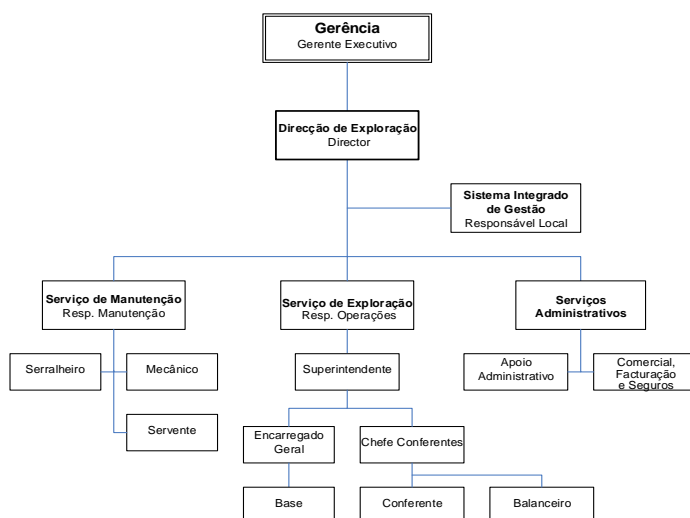 Gerência
Gerente Executivo
Direcção de Exploração
Director
Sistema Integrado
de Gestão
Responsável Local
Serviço de Manutenção
Resp. Manutenção
Serviço de Exploração
Resp. Operações
Serviços
Administrativos
Serralheiro
Mecânico
Superintendente
Apoio
Administrativo
Comercial,
Facturação
e Seguros
Servente
Encarregado
Geral
Chefe Conferentes
Base
Conferente
Balanceiro